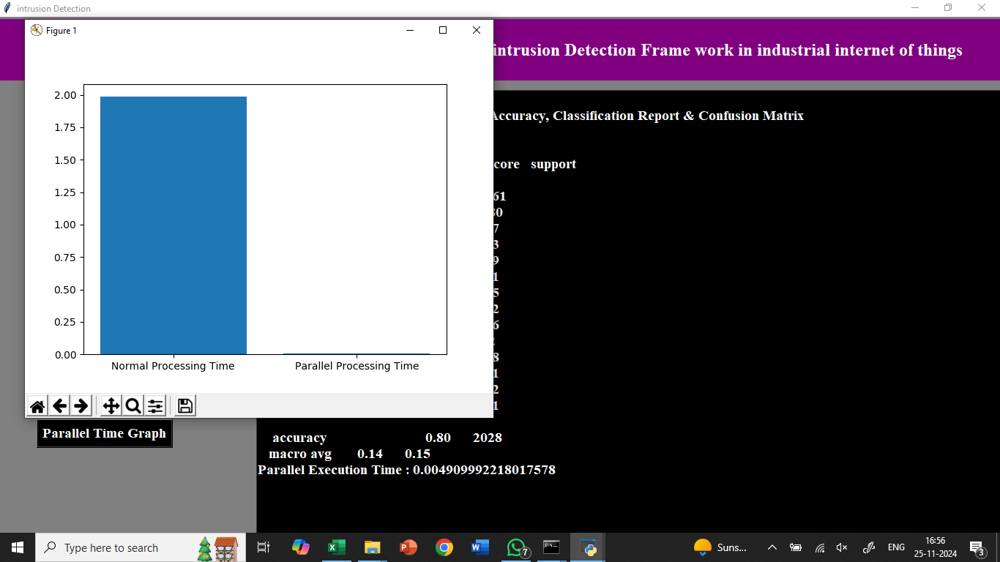 intrusion Detection
Figure 1
intrusion Detection Frame work in industrial internet of things
2.00
1.75
1.50
1.25
1.00
0.75
0.50
0.25
0.00
Normal Processing Time Parallel Processing Time
Accuracy, Classification Report & Confusion Matrix
core support
61
30
7
3
9
1
5
2
6
8
1
2
1
Parallel Time Graph
accuracy 0.80 2028
macro avg 0.14 0.15
Parallel Execution Time : 0.004909992218017578
Type here to search
7
Suns...
ENG
16:56
25-11-2024
3